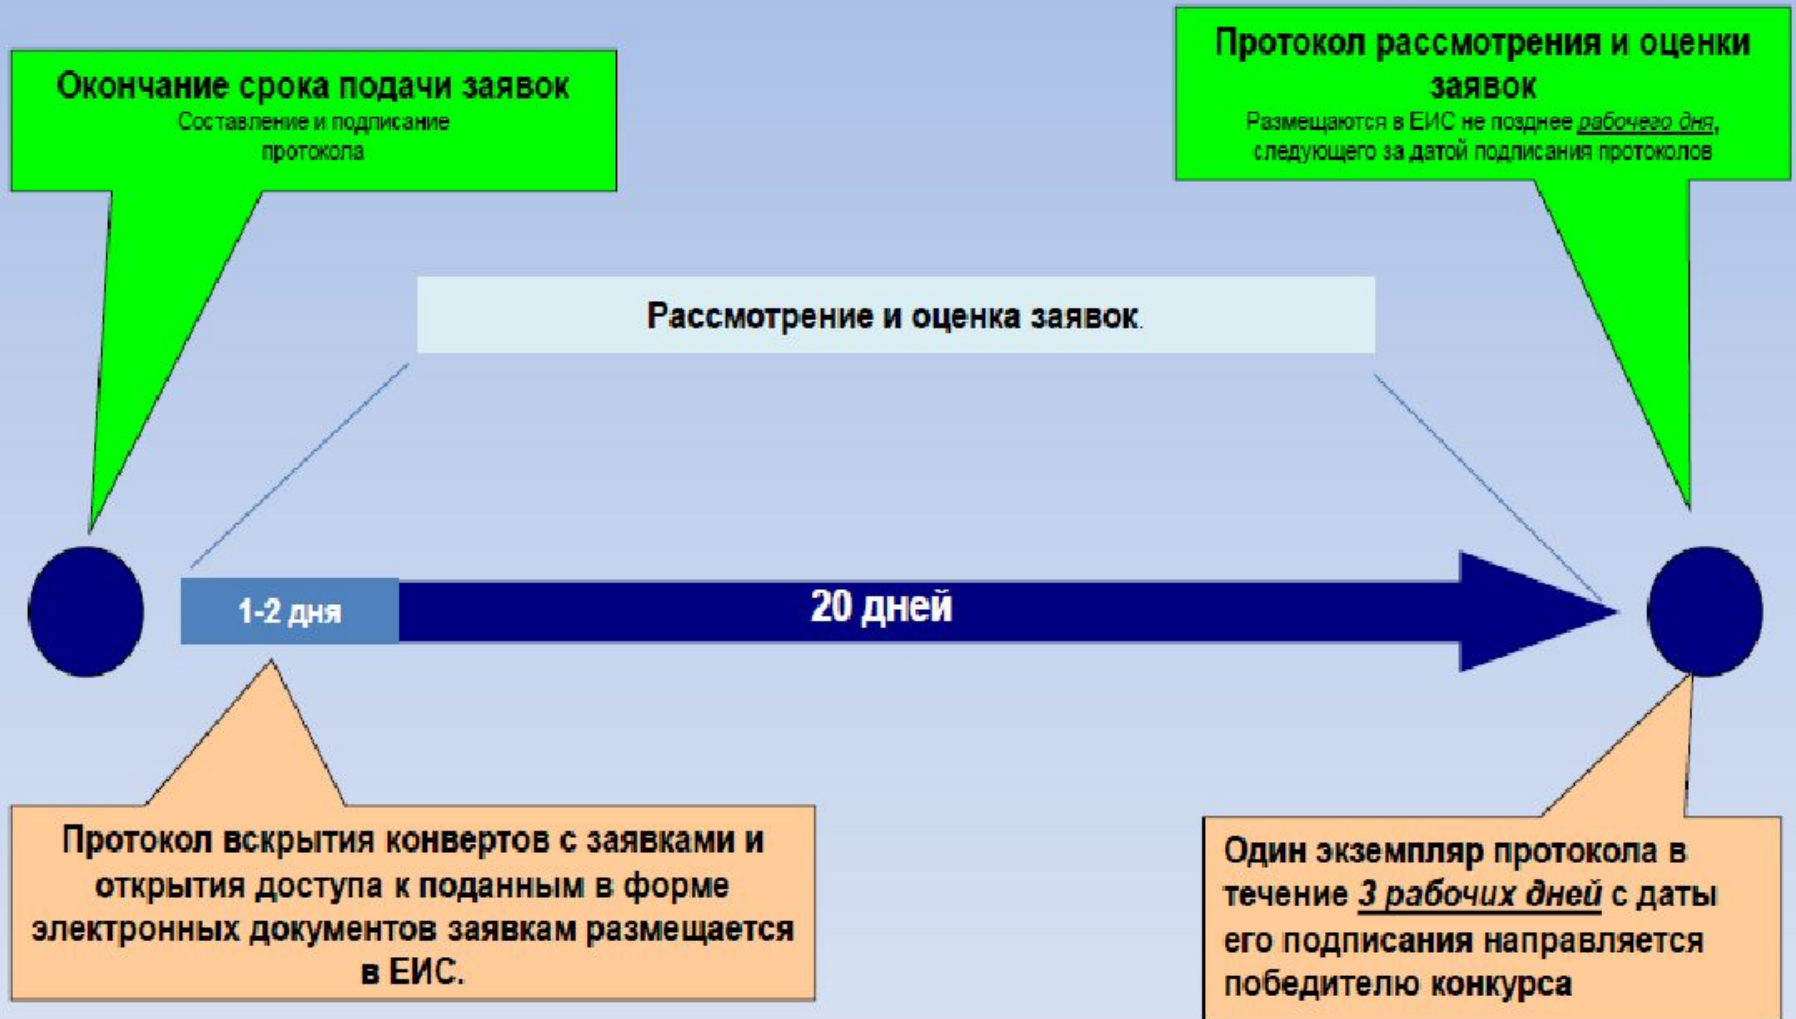 Окончание срока подачи заявок
Составление и подписание
протокола
Протокол рассмотрения и оценки
заявок
Размещаются в ЕИС не позднее рабочего дня,
следующего за датой подписания протоколов
Рассмотрение и оценка заявок.
1-2 дня
20 дней
Протокол вскрытия конвертов с заявками и
открытия доступа к поданным в форме
электронных документов заявкам размещается
в ЕИС.
Один экземпляр протокола в
течение 3 рабочих дней с даты
его подписания направляется
победителю конкурса